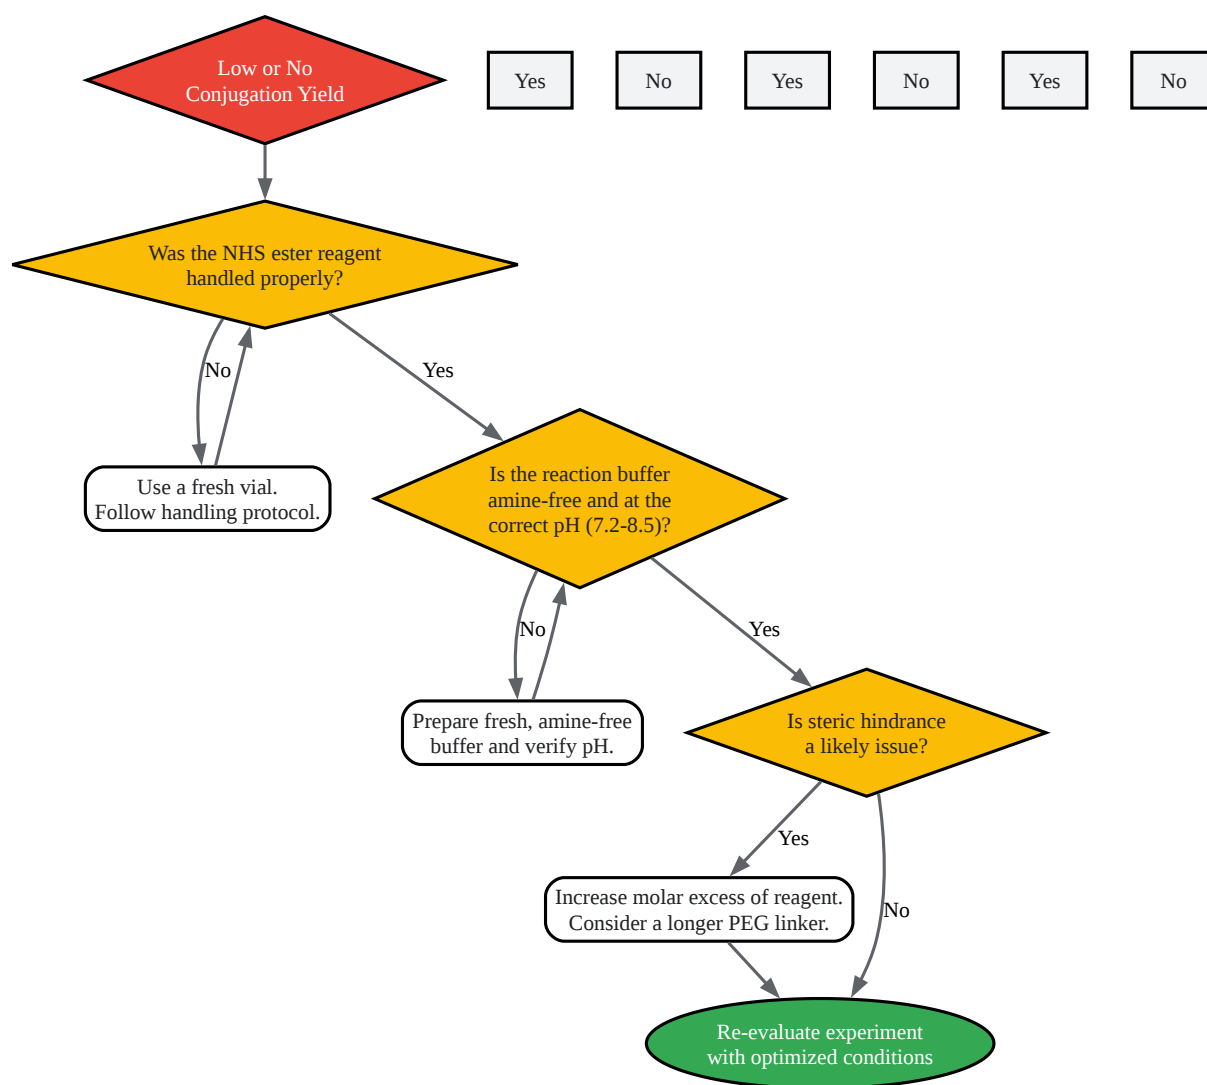 Low or No
Conjugation Yield
Yes
No
Yes
No
Yes
No
Was the NHS ester reagent
handled properly?
No
Yes
Use a fresh vial.
Follow handling protocol.
Is the reaction buffer
amine-free and at the
correct pH (7.2-8.5)?
No
Yes
Prepare fresh, amine-free
buffer and verify pH.
Is steric hindrance
a likely issue?
Yes
No
Increase molar excess of reagent.
Consider a longer PEG linker.
Re-evaluate experiment
with optimized conditions